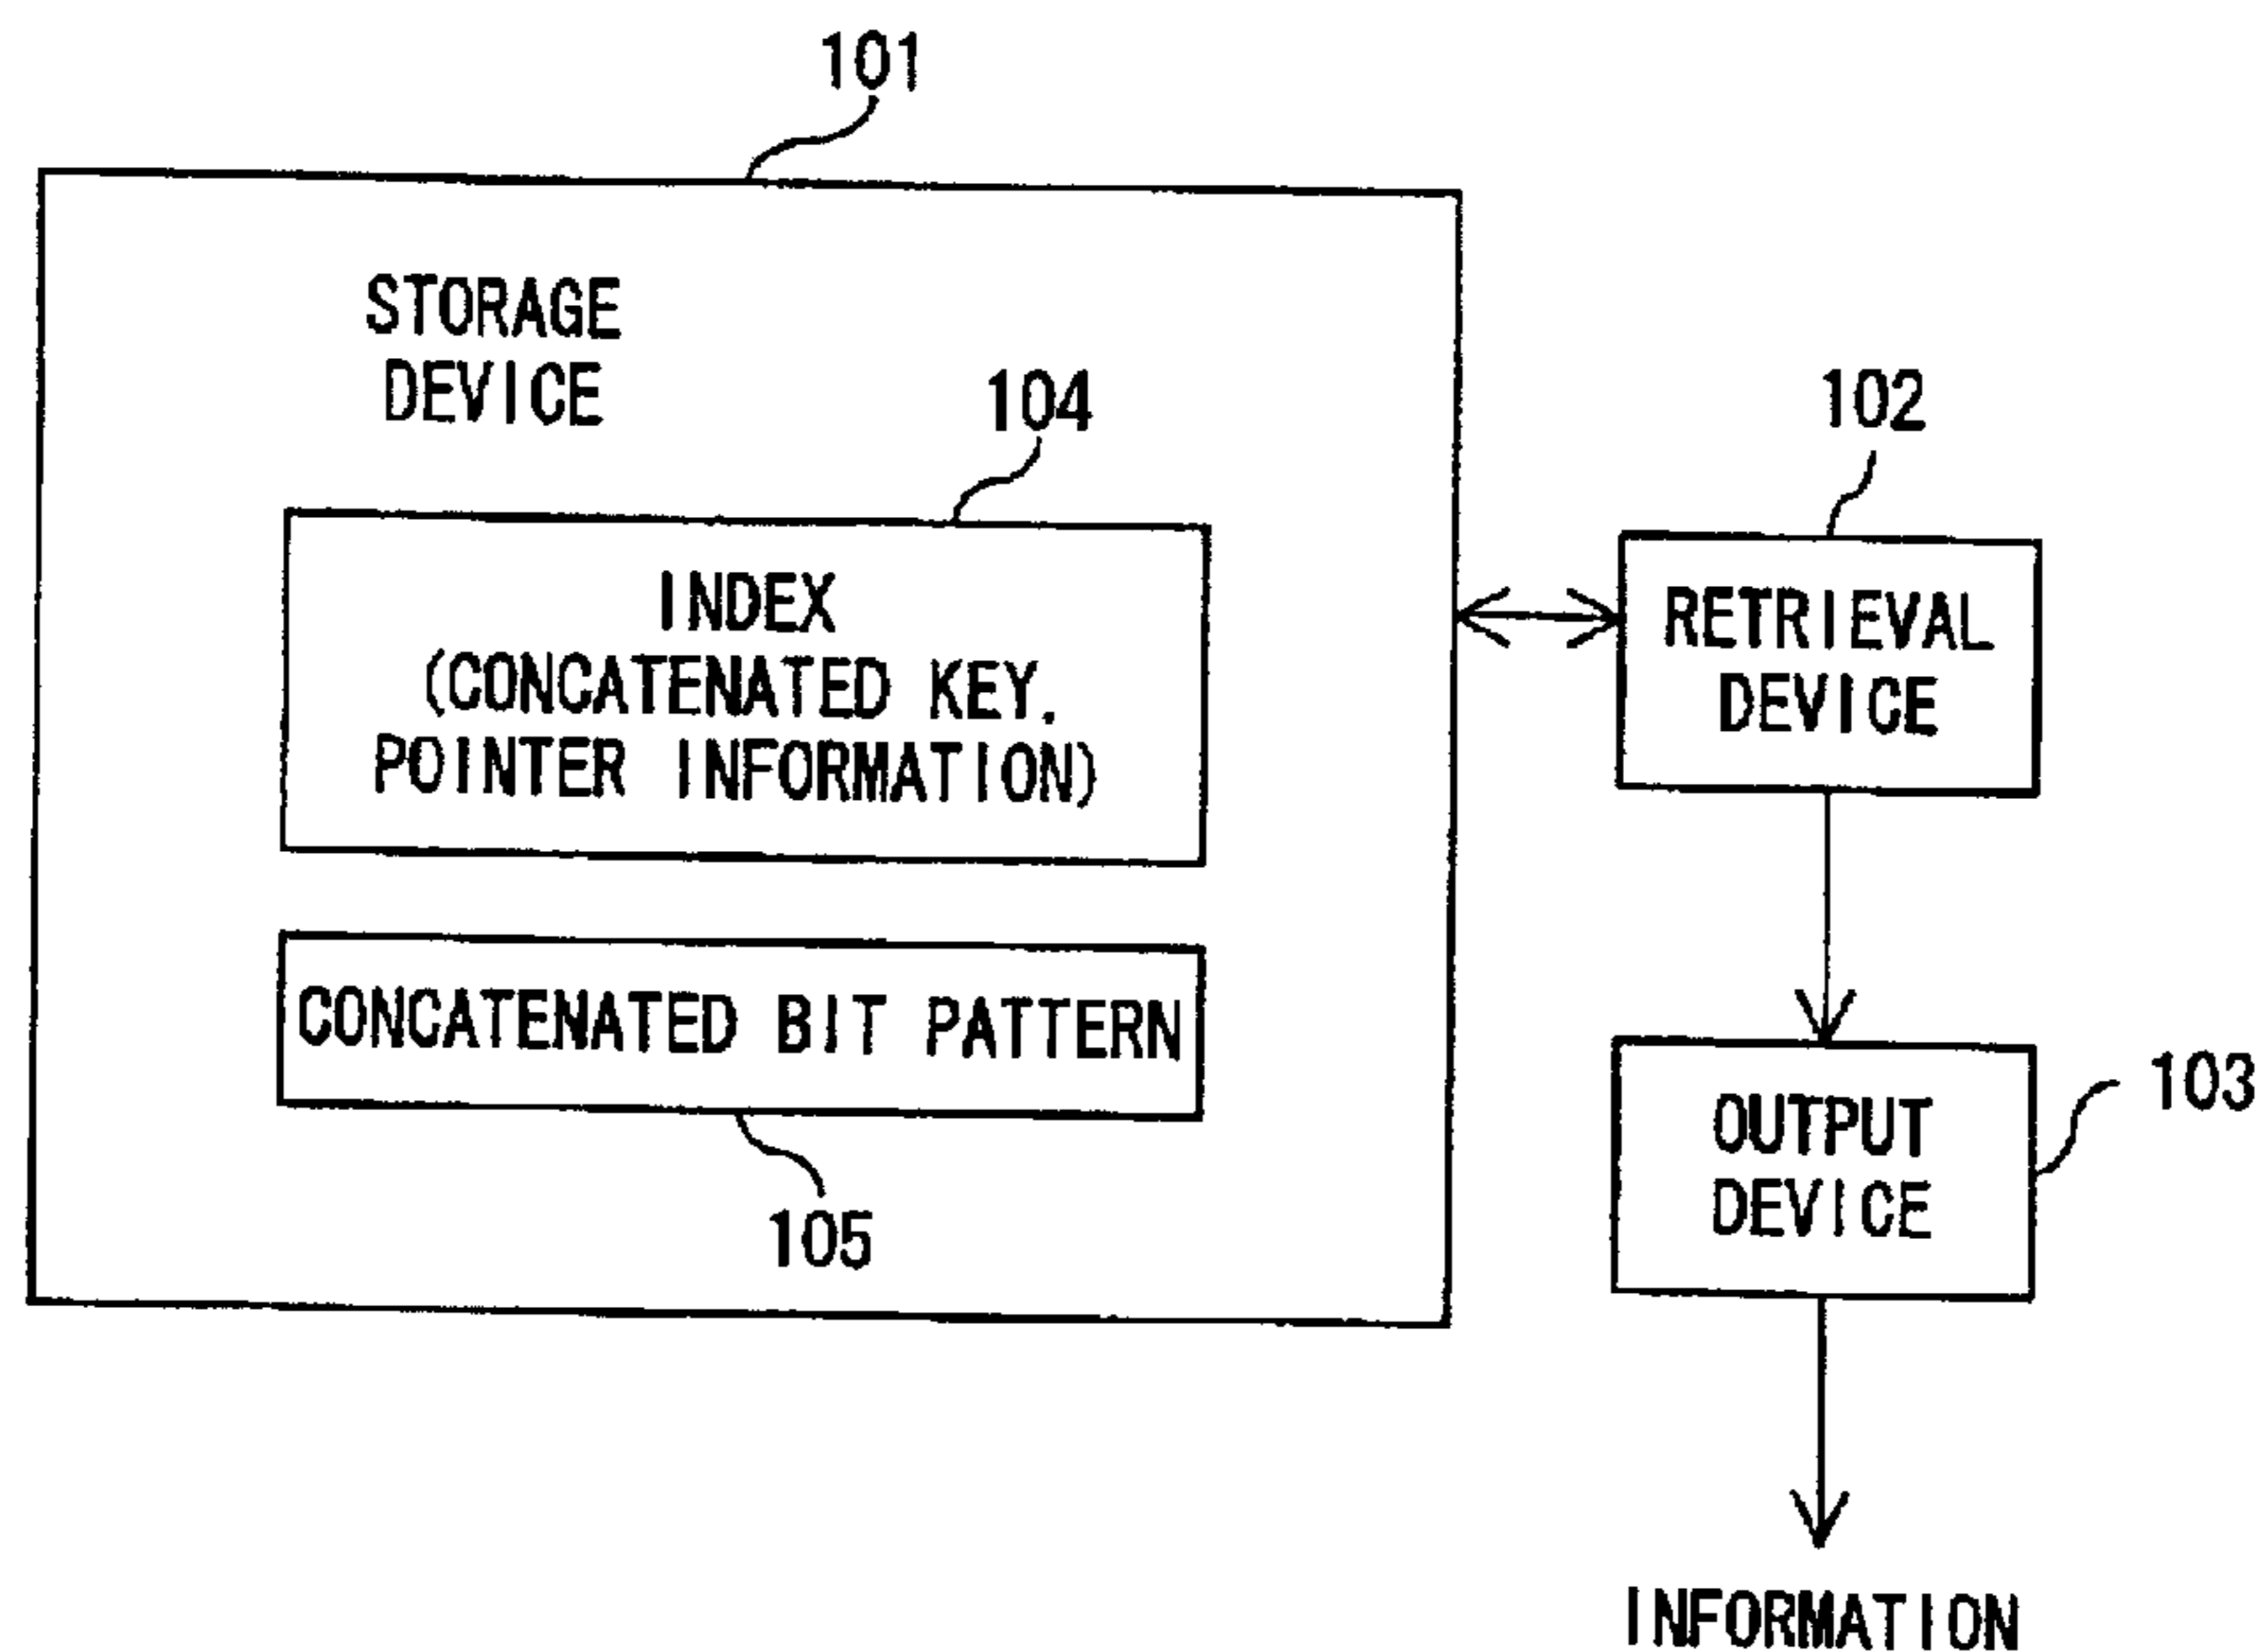 101
STORAGE
DEVICE
104
INDEX
(CONCATENATED KEY,
POINTER INFORMATION)
CONCATENATED BIT PATTERN
105
102
RETRIEVAL
DEVICE
OUTPUT
DEVICE
103
INFORMATION